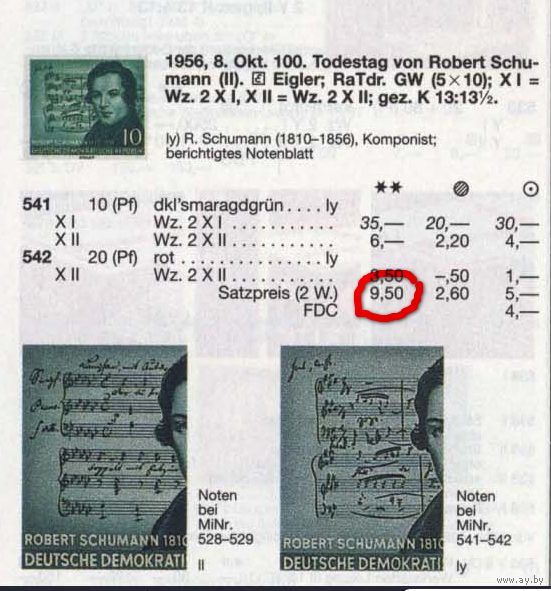 1956, 8. Okt. 100. Todestag von Robert Schu-
mann (II). E Eigler; RaTdr. GW (5×10); X I =
Wz. 2 X I, X II = Wz. 2 X II; gez. K 13:13½.
ly) R. Schumann (1810–1856), Komponist;
berichtigtes Notenblatt
10
DEUTSCHE DEMOKRATISCHE REPUBLIK
541 10 (Pf) dkl'smaragdgrün . . . . ly
X I Wz. 2 X I . . . . . . . . . . . 35,— 20,— 30,—
X II Wz. 2 X II . . . . . . . . . . 6,— 2,20 4,—
542 20 (Pf) rot . . . . . . . . . . . . . . . ly
X II Wz. 2 X II . . . . . . . . . . 3,50 –,50 1,—
Satzpreis (2 W.) 9,50 2,60 5,—
FDC 4,—
Noten
bei
MiNr.
528–529
ROBERT SCHUMANN 1810
DEUTSCHE DEMOKRATI
li
Noten
bei
MiNr.
541–542
ROBERT SCHUMANN 1810
DEUTSCHE DEMOKRATI
ly
www.ay.by